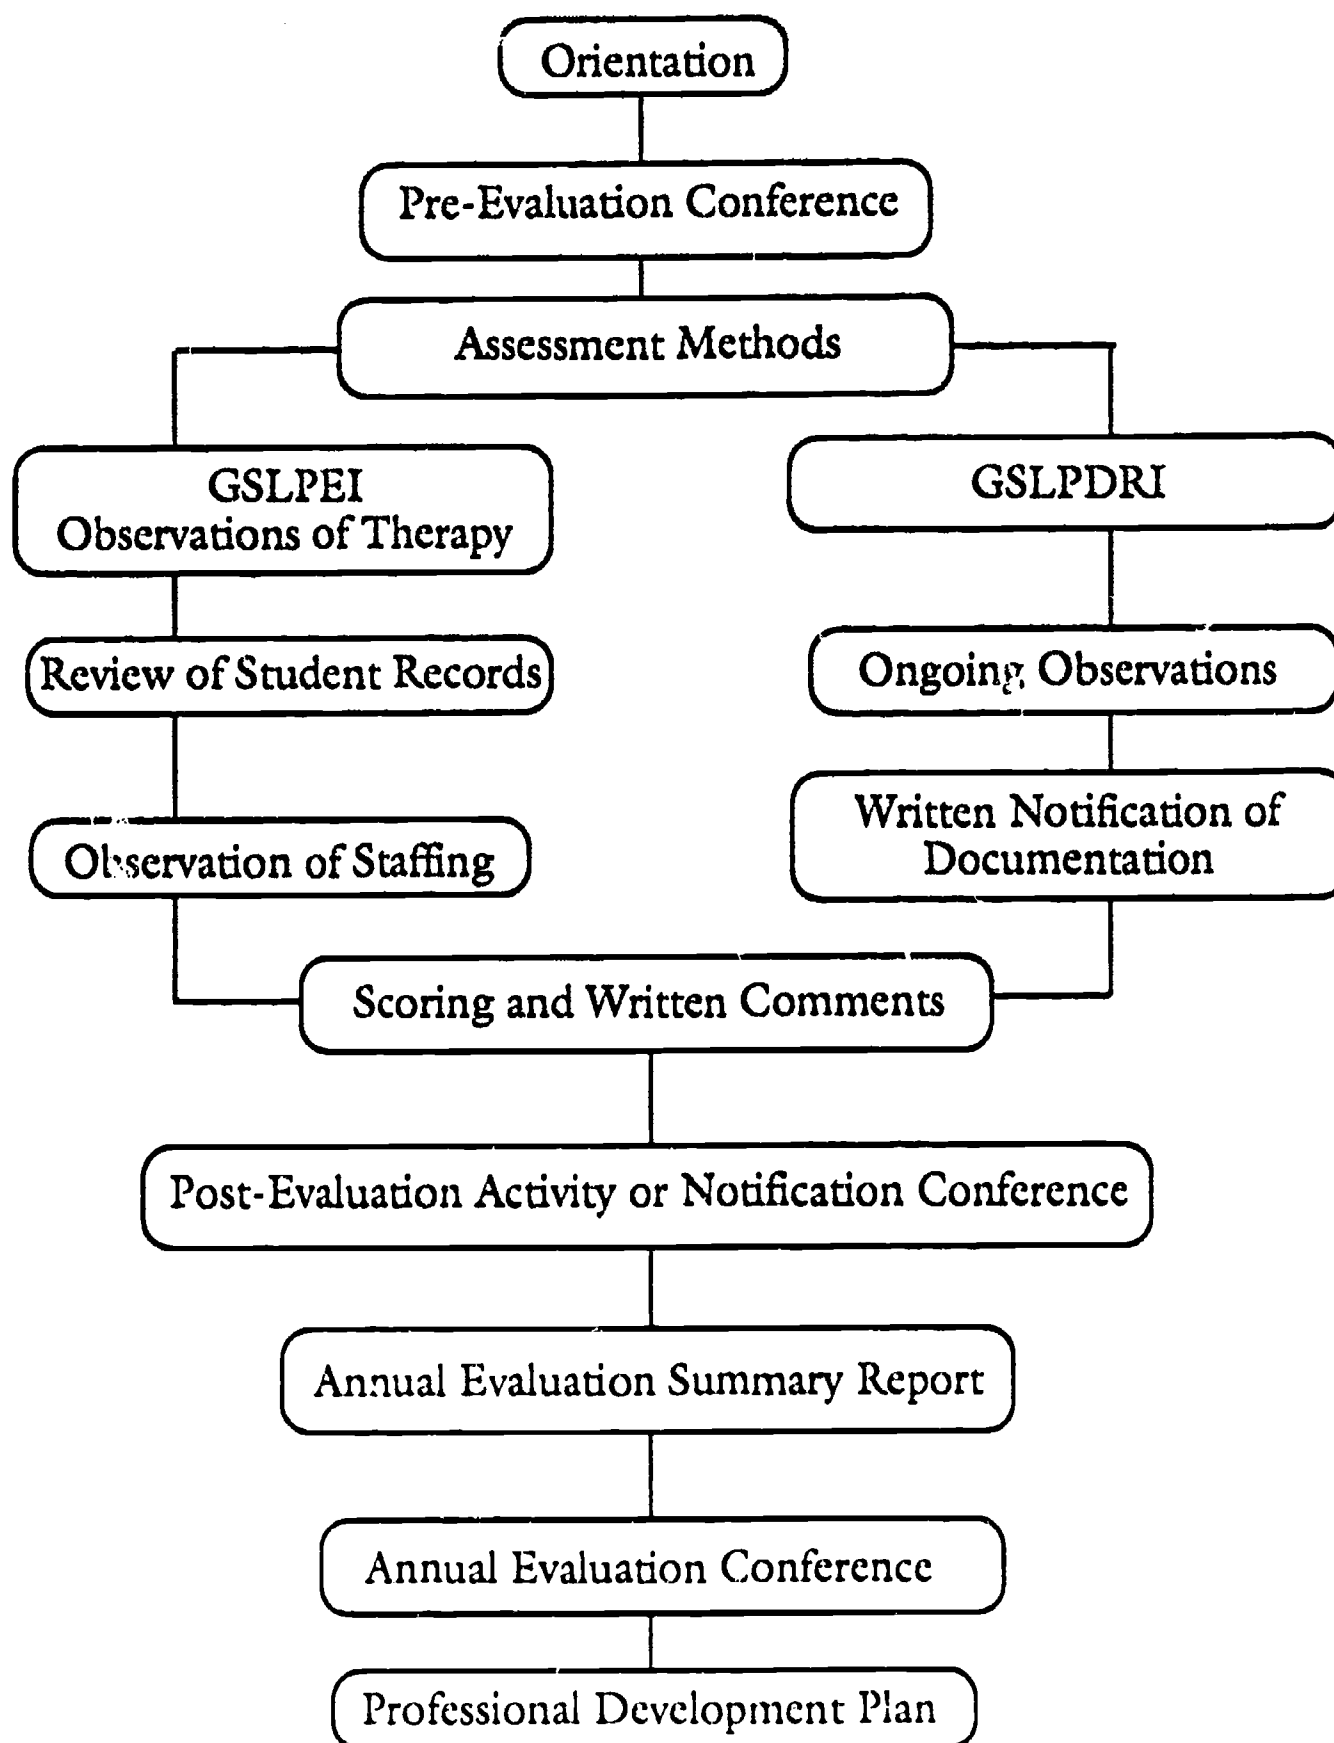 Orientation
Pre-Evaluation Conference
Assessment Methods
GSLPEI
Observations of Therapy
GSLPDRI
Review of Student Records
Ongoing Observations
Written Notification of
Documentation
Observation of Staffing
Scoring and Written Comments
Post-Evaluation Activity or Notification Conference
Annual Evaluation Summary Report
Annual Evaluation Conference
Professional Development Plan